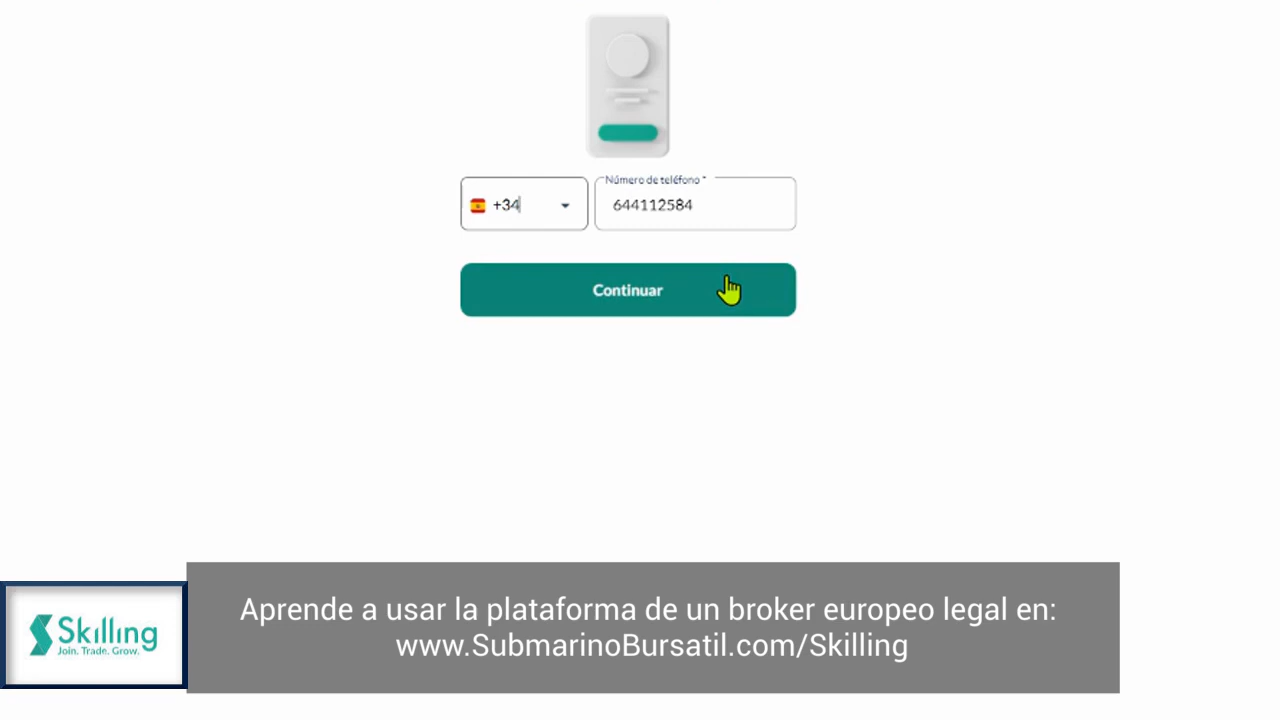 Número de teléfono *
+34
644112584
Continuar
Aprende a usar la plataforma de un broker europeo legal en:
www.SubmarinoBursatil.com/Skilling
Skilling
Join. Trade. Grow.